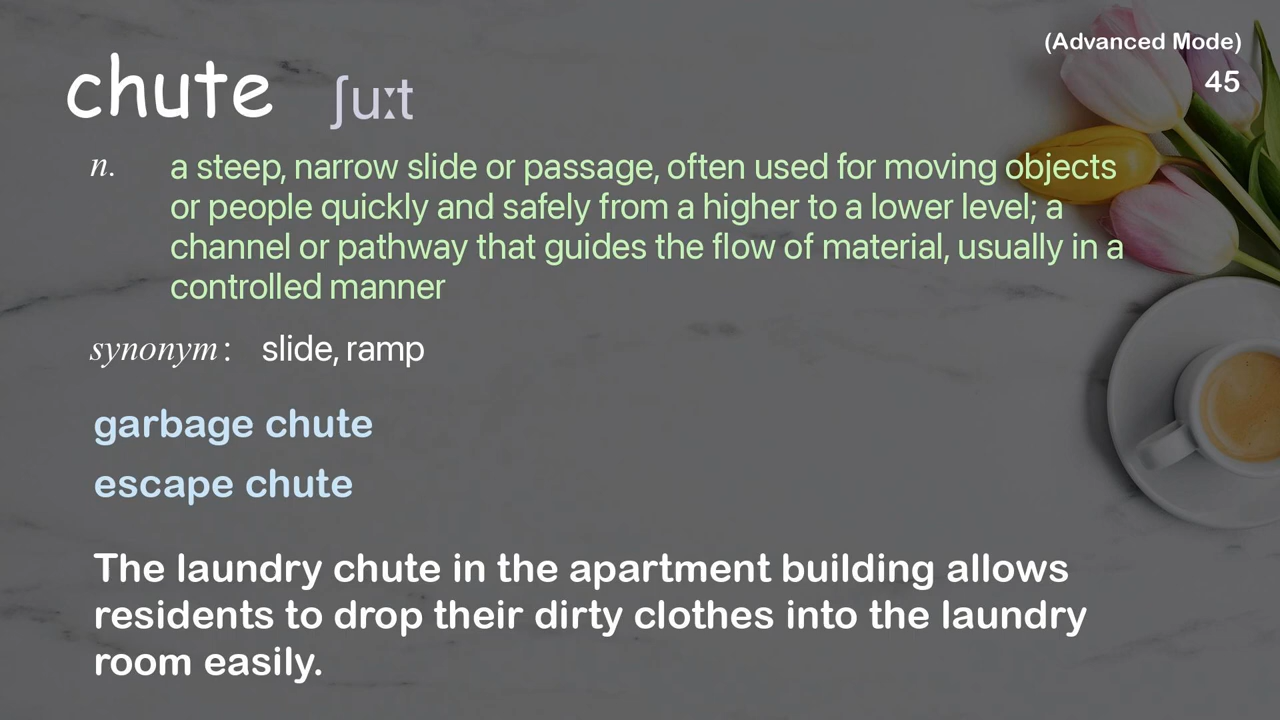 (Advanced Mode)
45
chute ʃuːt
n. a steep, narrow slide or passage, often used for moving objects
or people quickly and safely from a higher to a lower level; a
channel or pathway that guides the flow of material, usually in a
controlled manner
synonym : slide, ramp
garbage chute
escape chute
The laundry chute in the apartment building allows
residents to drop their dirty clothes into the laundry
room easily.